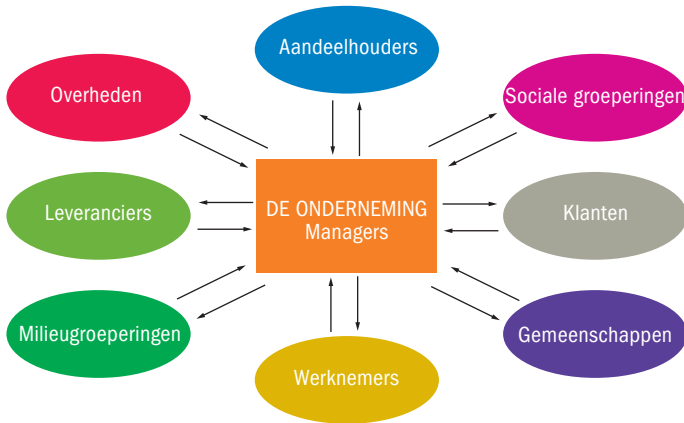 Aandeelhouders
Overheden
Sociale groeperingen
Leveranciers
DE ONDERNEMING
Managers
Klanten
Milieugroeperingen
Gemeenschappen
Werknemers